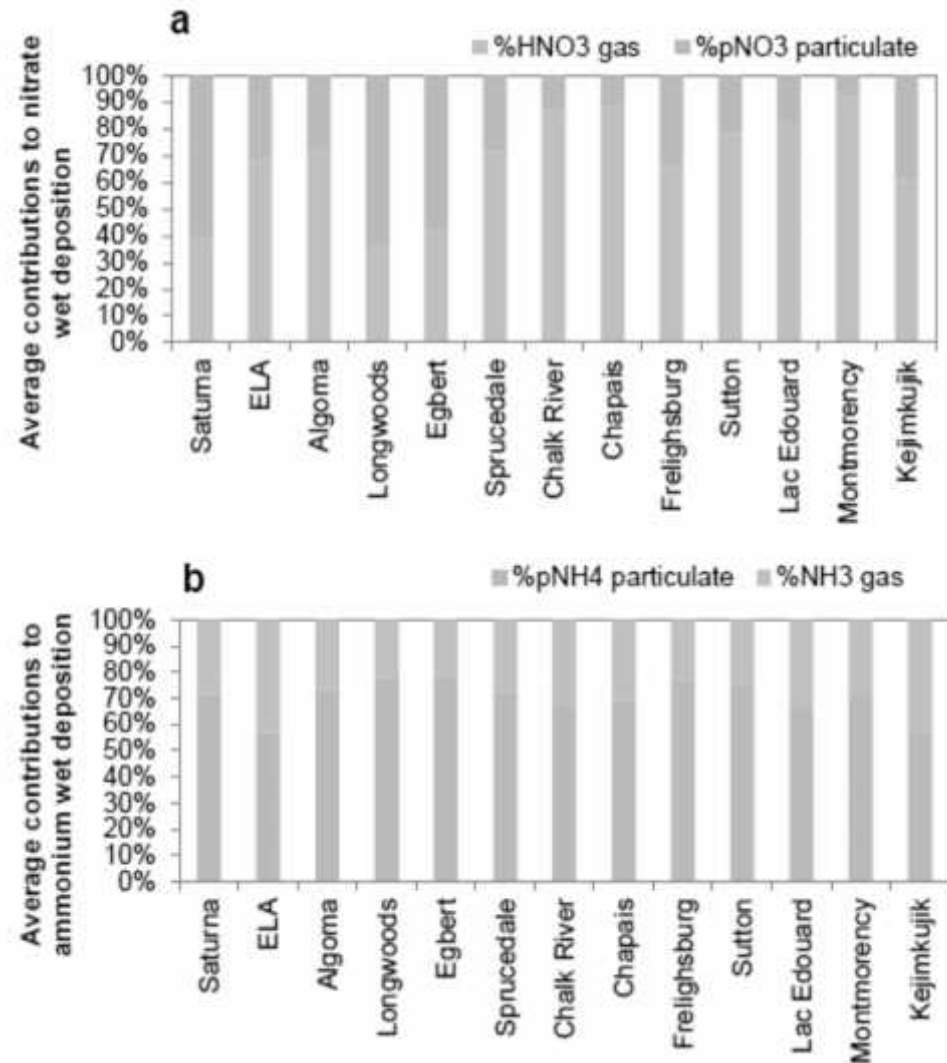 a
%HNO3 gas %pNO3 particulate
Average contributions to nitrate
wet deposition
100%
90%
80%
70%
60%
50%
40%
30%
20%
10%
0%
Saturna
ELA
Algoma
Longwoods
Egbert
Sprucedale
Chalk River
Chapais
Frelighsburg
Sutton
Lac Edouard
Montmorency
Kejimkujik
b
%pNH4 particulate %NH3 gas
Average contributions to
ammonium wet deposition
100%
90%
80%
70%
60%
50%
40%
30%
20%
10%
0%
Saturna
ELA
Algoma
Longwoods
Egbert
Sprucedale
Chalk River
Chapais
Frelighsburg
Sutton
Lac Edouard
Montmorency
Kejimkujik